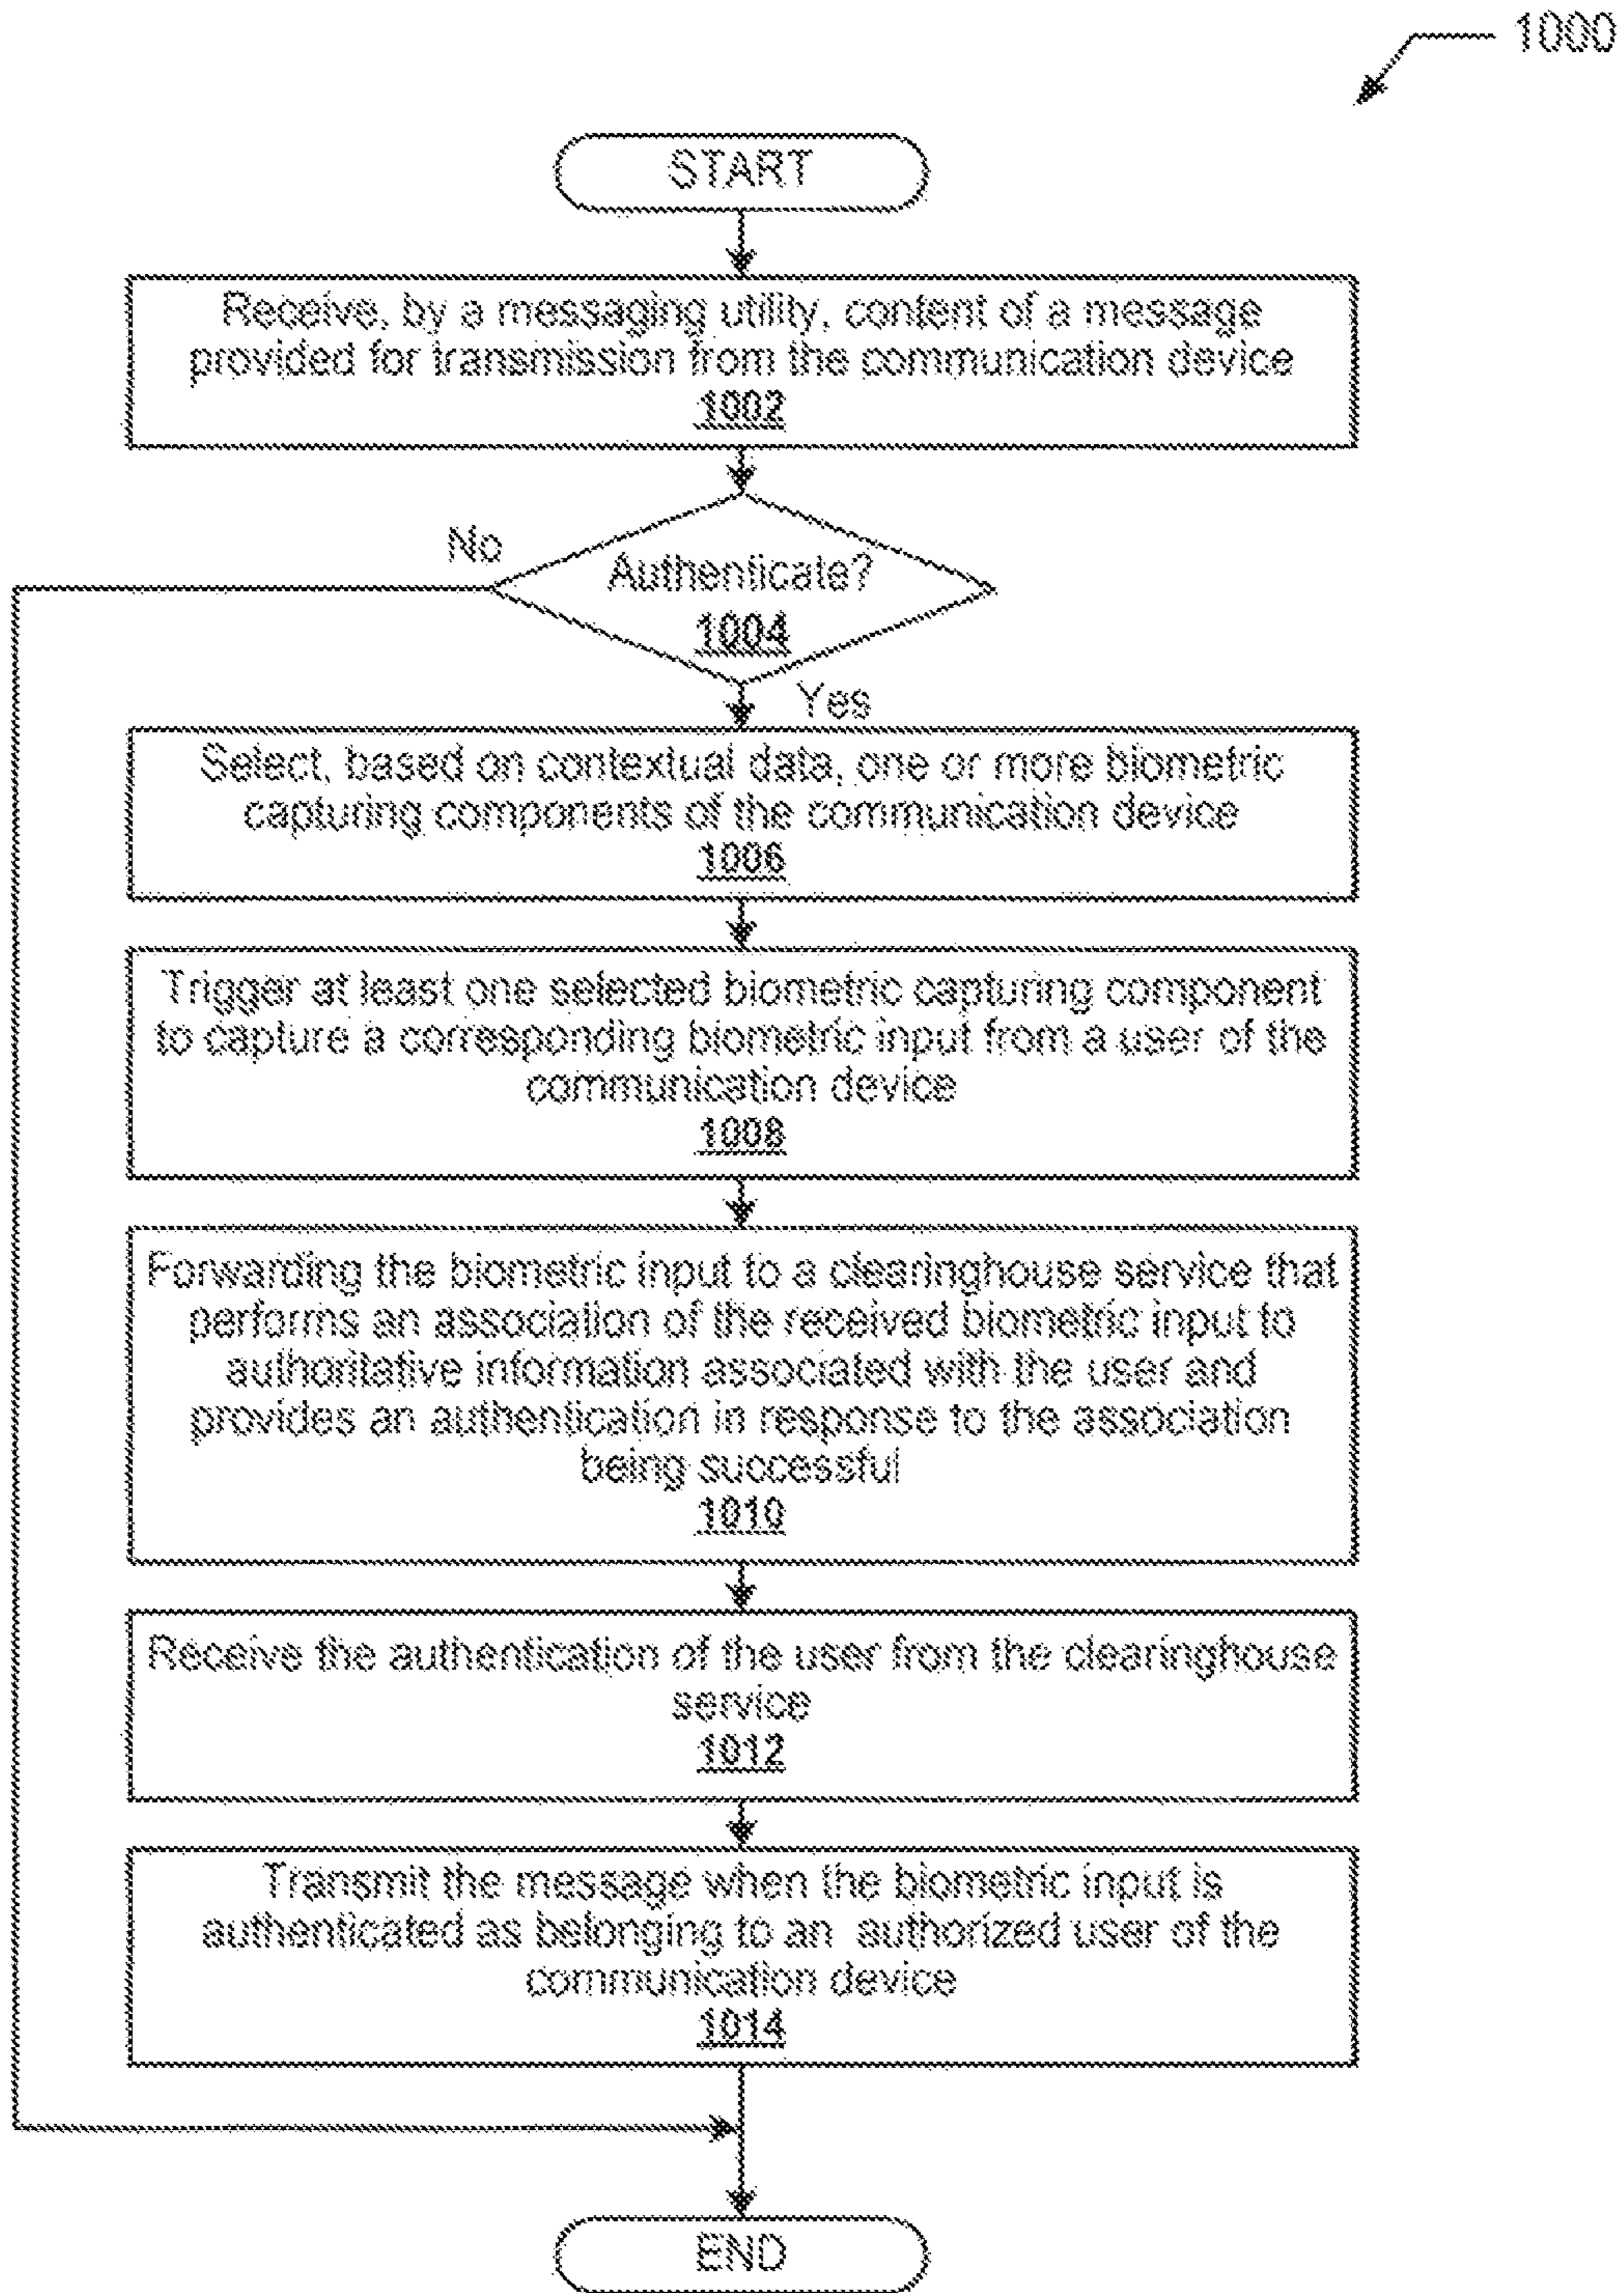 1000
START
Receive, by a messaging utility, content of a message
provided for transmission from the communication device
1002
No
Authenticate?
1004
Yes
Select, based on contextual data, one or more biometric
capturing components of the communication device
1006
Trigger at least one selected biometric capturing component
to capture a corresponding biometric input from a user of the
communication device
1008
Forwarding the biometric input to a clearinghouse service that
performs an association of the received biometric input to
authoritative information associated with the user and
provides an authentication in response to the association
being successful
1010
Receive the authentication of the user from the clearinghouse
service
1012
Transmit the message when the biometric input is
authenticated as belonging to an authorized user of the
communication device
1014
END